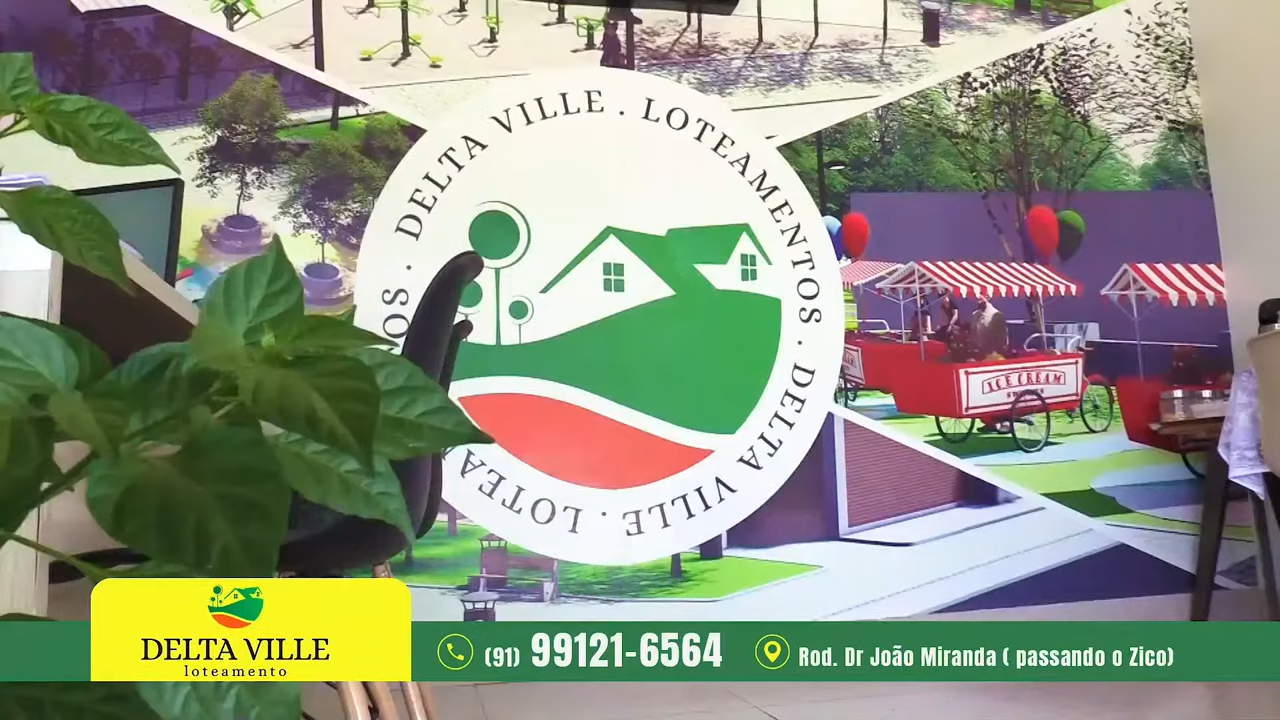 DELTA VILLE . LOTEAMENTOS . DELTA VILLE . LOTEA
OS .
ICE CREAM
DELTA VILLE
loteamento
(91) 99121-6564
Rod. Dr João Miranda ( passando o Zico)